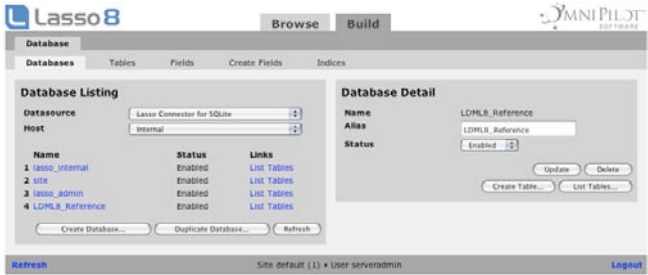 Lasso 8
Browse Build
OMNIPILOT
SOFTWARE
Database
Databases Tables Fields Create Fields Indices
Database Listing
Datasource Lasso Connector for SQLite
Host Internal
Name Status Links
1 lasso_internal Enabled List Tables
2 site Enabled List Tables
3 lasso_admin Enabled List Tables
4 LDML8_Reference Enabled List Tables
Create Database... Duplicate Database... Refresh
Database Detail
Name LDML8_Reference
Alias LDML8_Reference
Status Enabled
Update Delete
Create Table... List Tables...
Refresh Site default (1) • User serveradmin Logout